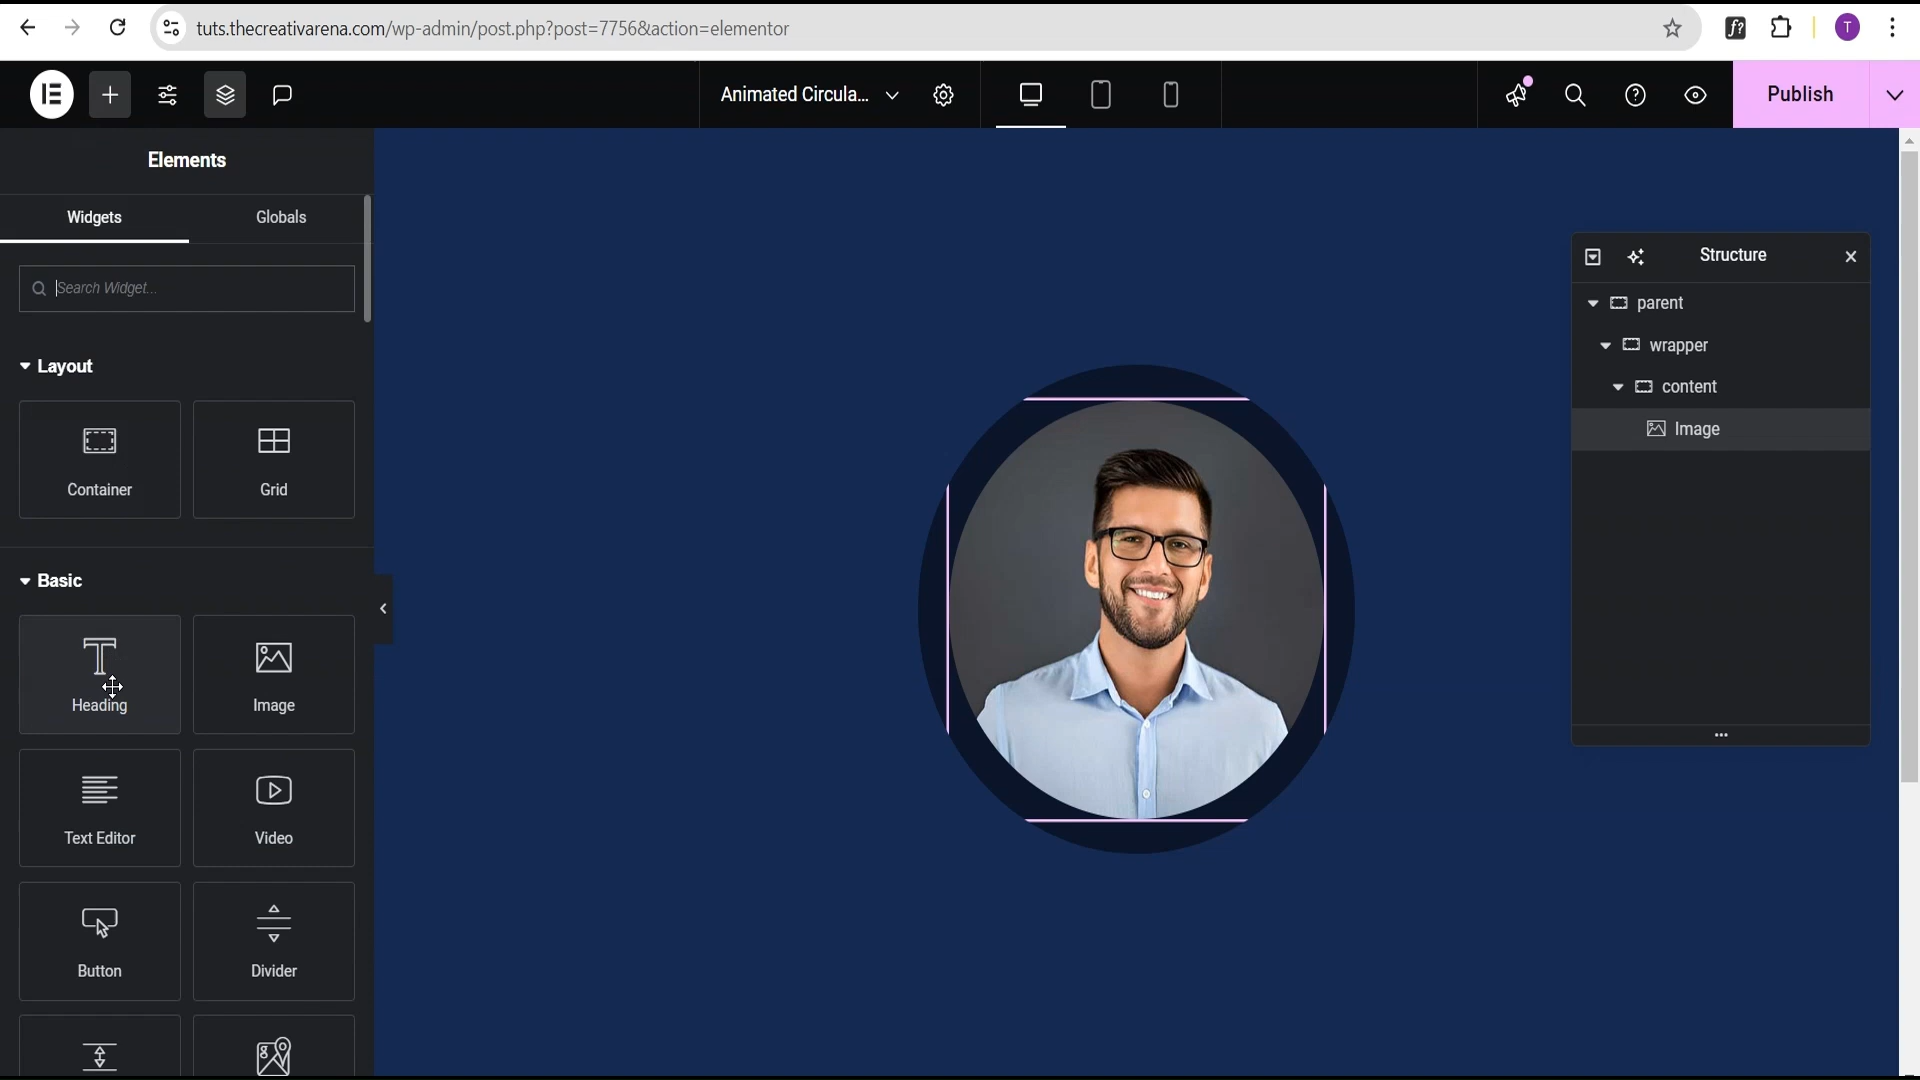 tuts.thecreativarena.com/wp-admin/post.php?post=7756&action=elementor
T
Animated Circula...
Publish
Elements
Widgets
Globals
Search Widget...
Layout
Container
Grid
Basic
Heading
Image
Text Editor
Video
Button
Divider
Structure
parent
wrapper
content
Image